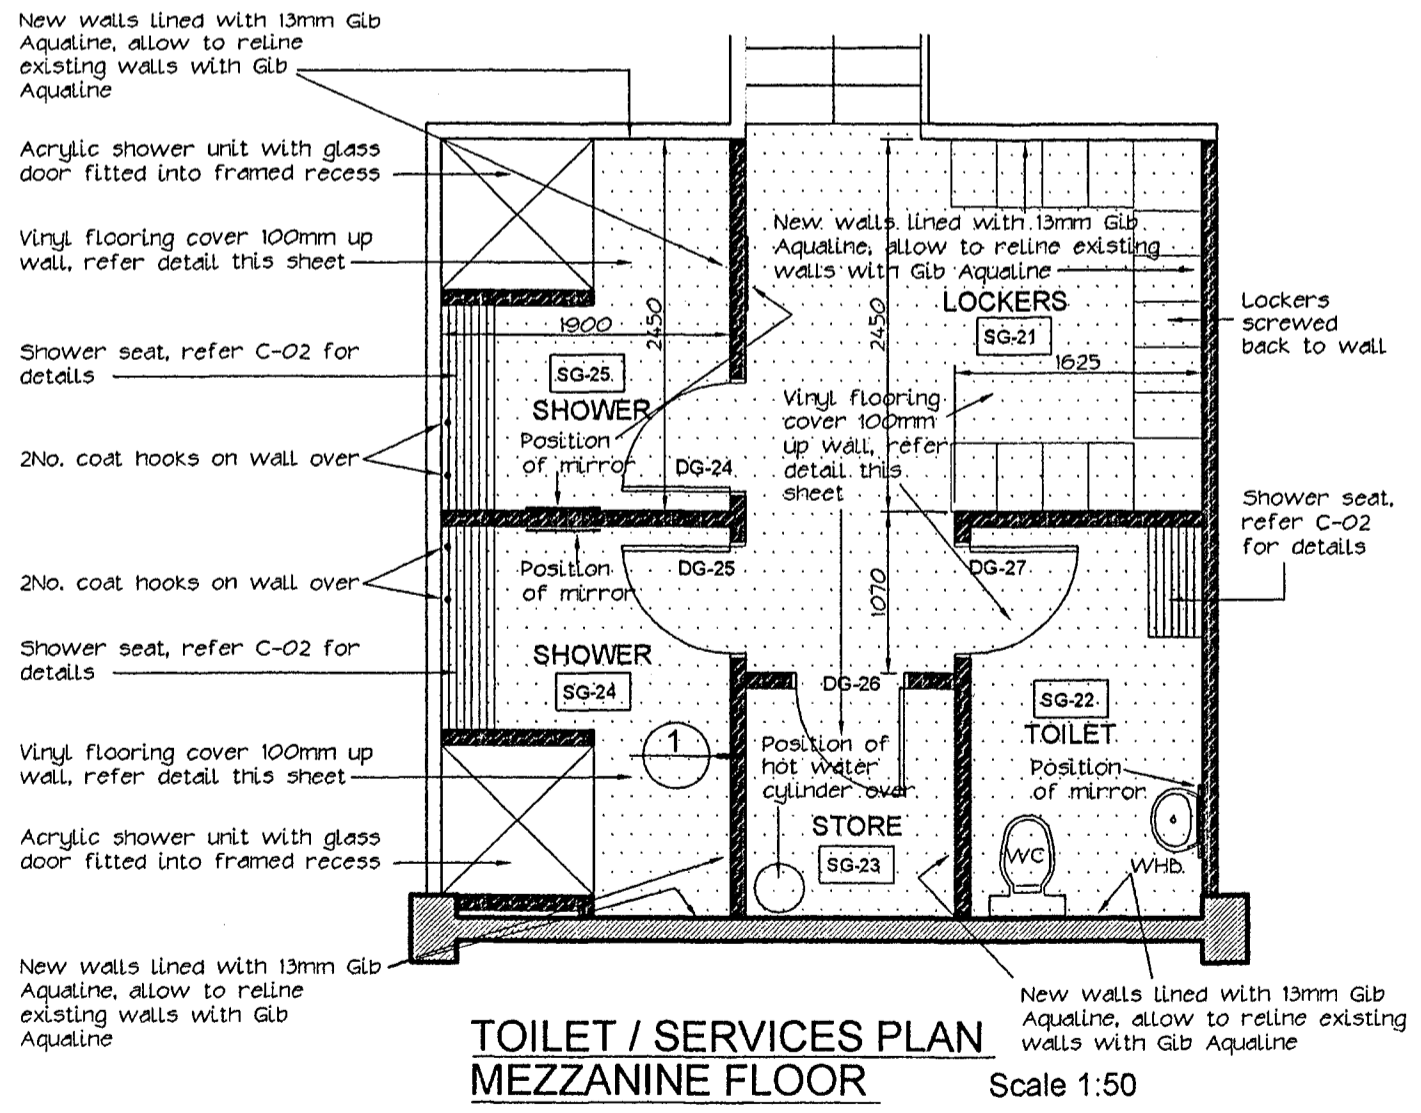 New walls lined with 13mm Gib
Aqualine, allow to reline
existing walls with Gib
Aqualine
Acrylic shower unit with glass
door fitted into framed recess
Vinyl flooring cover 100mm up
wall, refer detail this sheet
Shower seat, refer C-02 for
details
2No. coat hooks on wall over
2No. coat hooks on wall over
Shower seat, refer C-02 for
details
Vinyl flooring cover 100mm up
wall, refer detail this sheet
Acrylic shower unit with glass
door fitted into framed recess
New walls lined with 13mm Gib
Aqualine, allow to reline
existing walls with Gib
Aqualine
1900
2450
SG-25
SHOWER
Position
of mirror
DG-24
Position
of mirror
DG-25
SHOWER
SG-24
1
New walls lined with 13mm Gib
Aqualine, allow to reline existing
walls with Gib Aqualine
LOCKERS
SG-21
2450
1625
Vinyl flooring
cover 100mm
up wall, refer
detail this
sheet
Lockers
screwed
back to wall
Shower seat,
refer C-02
for details
DG-27
1070
DG-26
Position of
hot water
cylinder over
STORE
SG-23
SG-22
TOILET
Position
of mirror
WC
WHB.
New walls lined with 13mm Gib
Aqualine, allow to reline existing
walls with Gib Aqualine
TOILET / SERVICES PLAN
MEZZANINE FLOOR
Scale 1:50